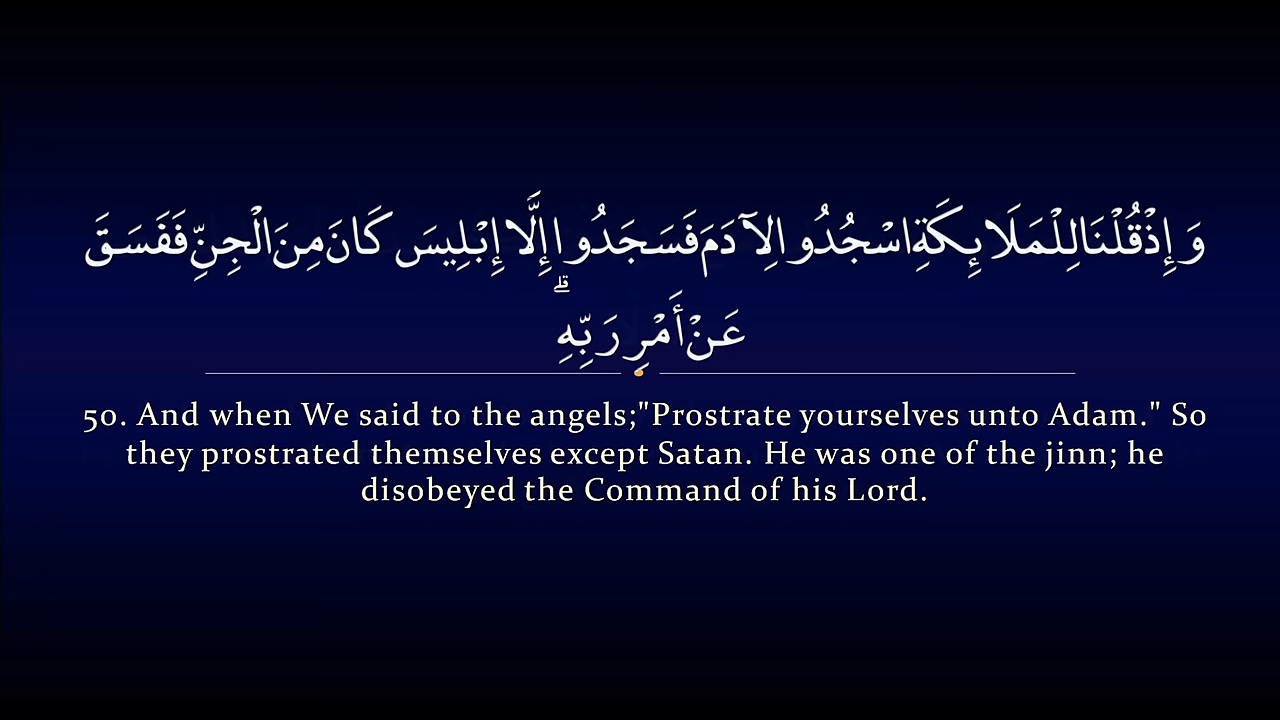 وَإِذْ قُلْنَا لِلْمَلَائِكَةِ اسْجُدُوا لِآدَمَ فَسَجَدُوا إِلَّا إِبْلِيسَ كَانَ مِنَ الْجِنِّ فَفَسَقَ
عَنْ أَمْرِ رَبِّهِ ۗ
50. And when We said to the angels;"Prostrate yourselves unto Adam." So
they prostrated themselves except Satan. He was one of the jinn; he
disobeyed the Command of his Lord.